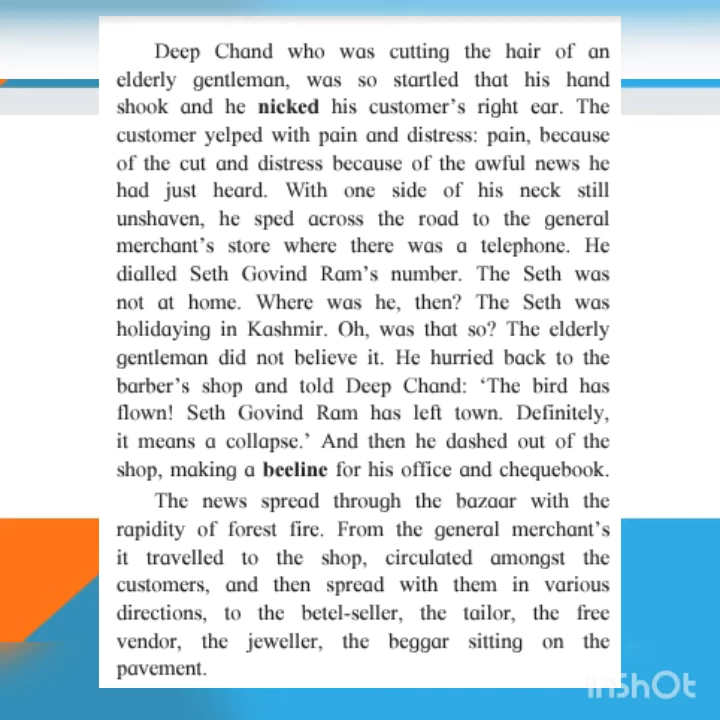 Deep Chand who was cutting the hair of an
elderly gentleman, was so startled that his hand
shook and he nicked his customer's right ear. The
customer yelped with pain and distress: pain, because
of the cut and distress because of the awful news he
had just heard. With one side of his neck still
unshaven, he sped across the road to the general
merchant's store where there was a telephone. He
dialled Seth Govind Ram's number. The Seth was
not at home. Where was he, then? The Seth was
holidaying in Kashmir. Oh, was that so? The elderly
gentleman did not believe it. He hurried back to the
barber's shop and told Deep Chand: 'The bird has
flown! Seth Govind Ram has left town. Definitely,
it means a collapse.' And then he dashed out of the
shop, making a beeline for his office and chequebook.
The news spread through the bazaar with the
rapidity of forest fire. From the general merchant's
it travelled to the shop, circulated amongst the
customers, and then spread with them in various
directions, to the betel-seller, the tailor, the free
vendor, the jeweller, the beggar sitting on the
pavement.
InShOt